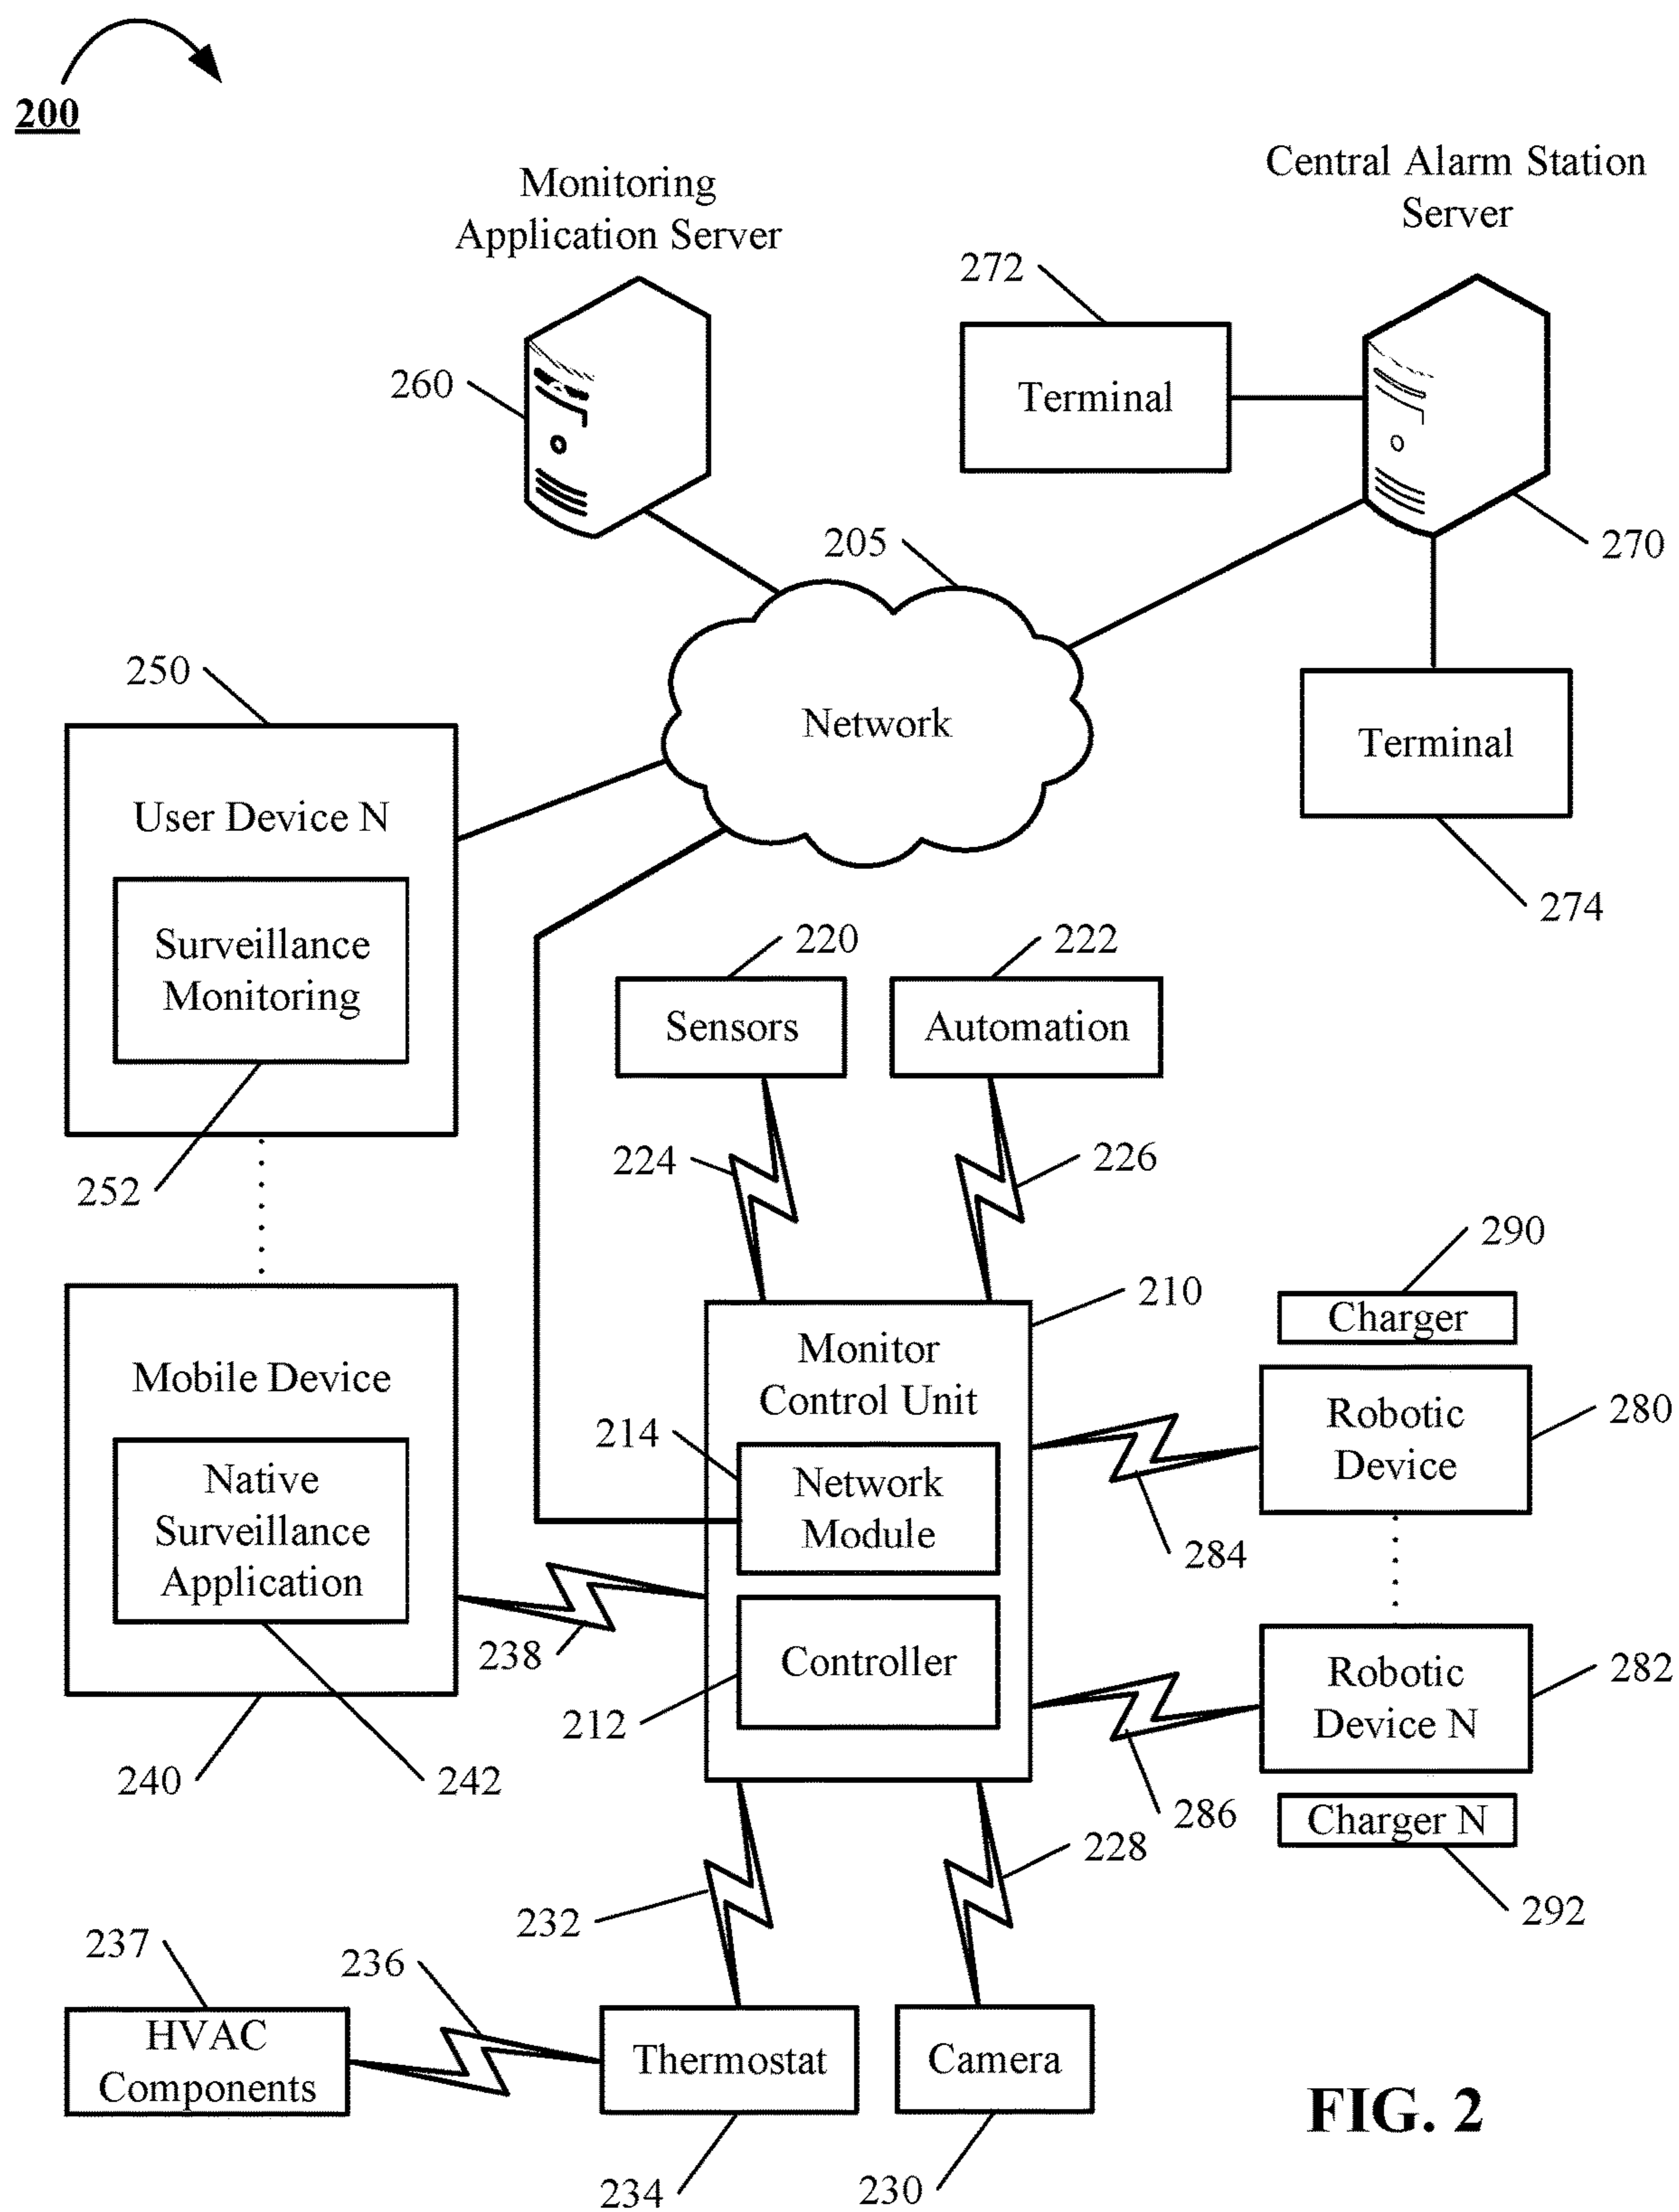 200
Monitoring
Application Server
Central Alarm Station
Server
272
Terminal
260
205
270
Network
Terminal
274
250
User Device N
Surveillance
Monitoring
252
220
222
Sensors
Automation
224
226
290
Charger
210
Monitor
Control Unit
214
Network
Module
Controller
212
Mobile Device
Native
Surveillance
Application
238
240
242
Robotic
Device
280
284
Robotic
Device N
282
286
Charger N
292
228
232
237
236
HVAC
Components
Thermostat
Camera
234
230
FIG. 2